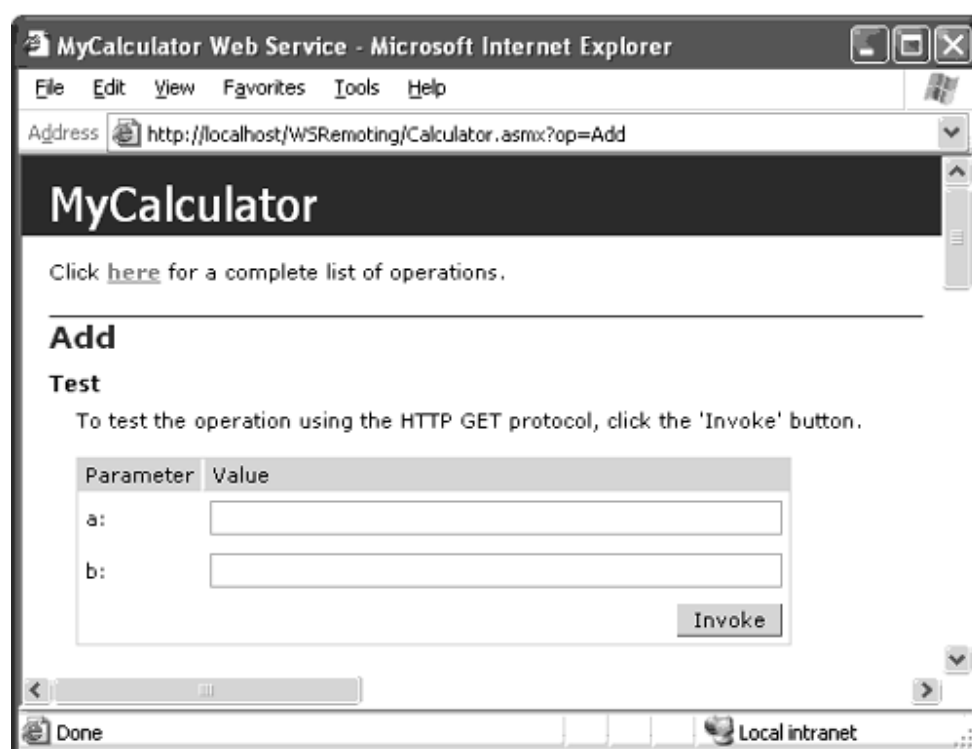 MyCalculator Web Service - Microsoft Internet Explorer
File Edit View Favorites Tools Help
Address http://localhost/WSRemoting/Calculator.asmx?op=Add
MyCalculator
Click here for a complete list of operations.
Add
Test
To test the operation using the HTTP GET protocol, click the 'Invoke' button.
Parameter Value
a:
b:
Invoke
Done Local intranet